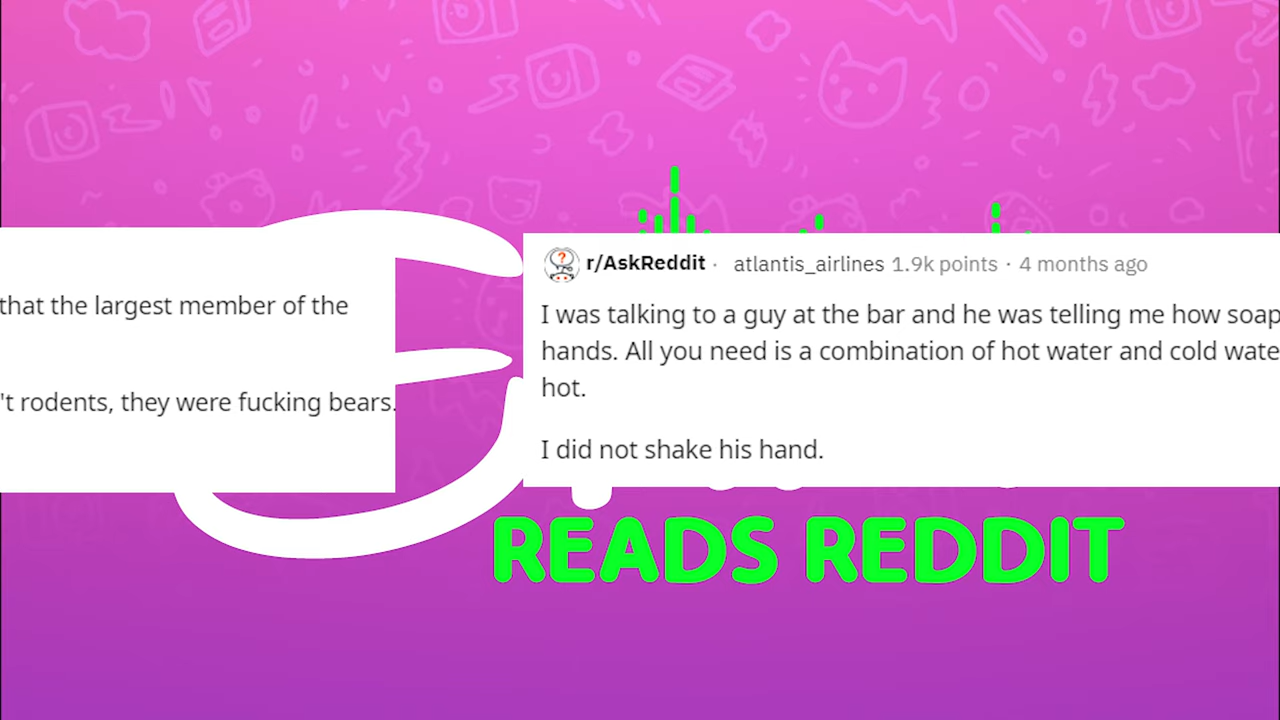 that the largest member of the
't rodents, they were fucking bears.
r/AskReddit · atlantis_airlines 1.9k points · 4 months ago
I was talking to a guy at the bar and he was telling me how soap
hands. All you need is a combination of hot water and cold wate
hot.
I did not shake his hand.
READS REDDIT